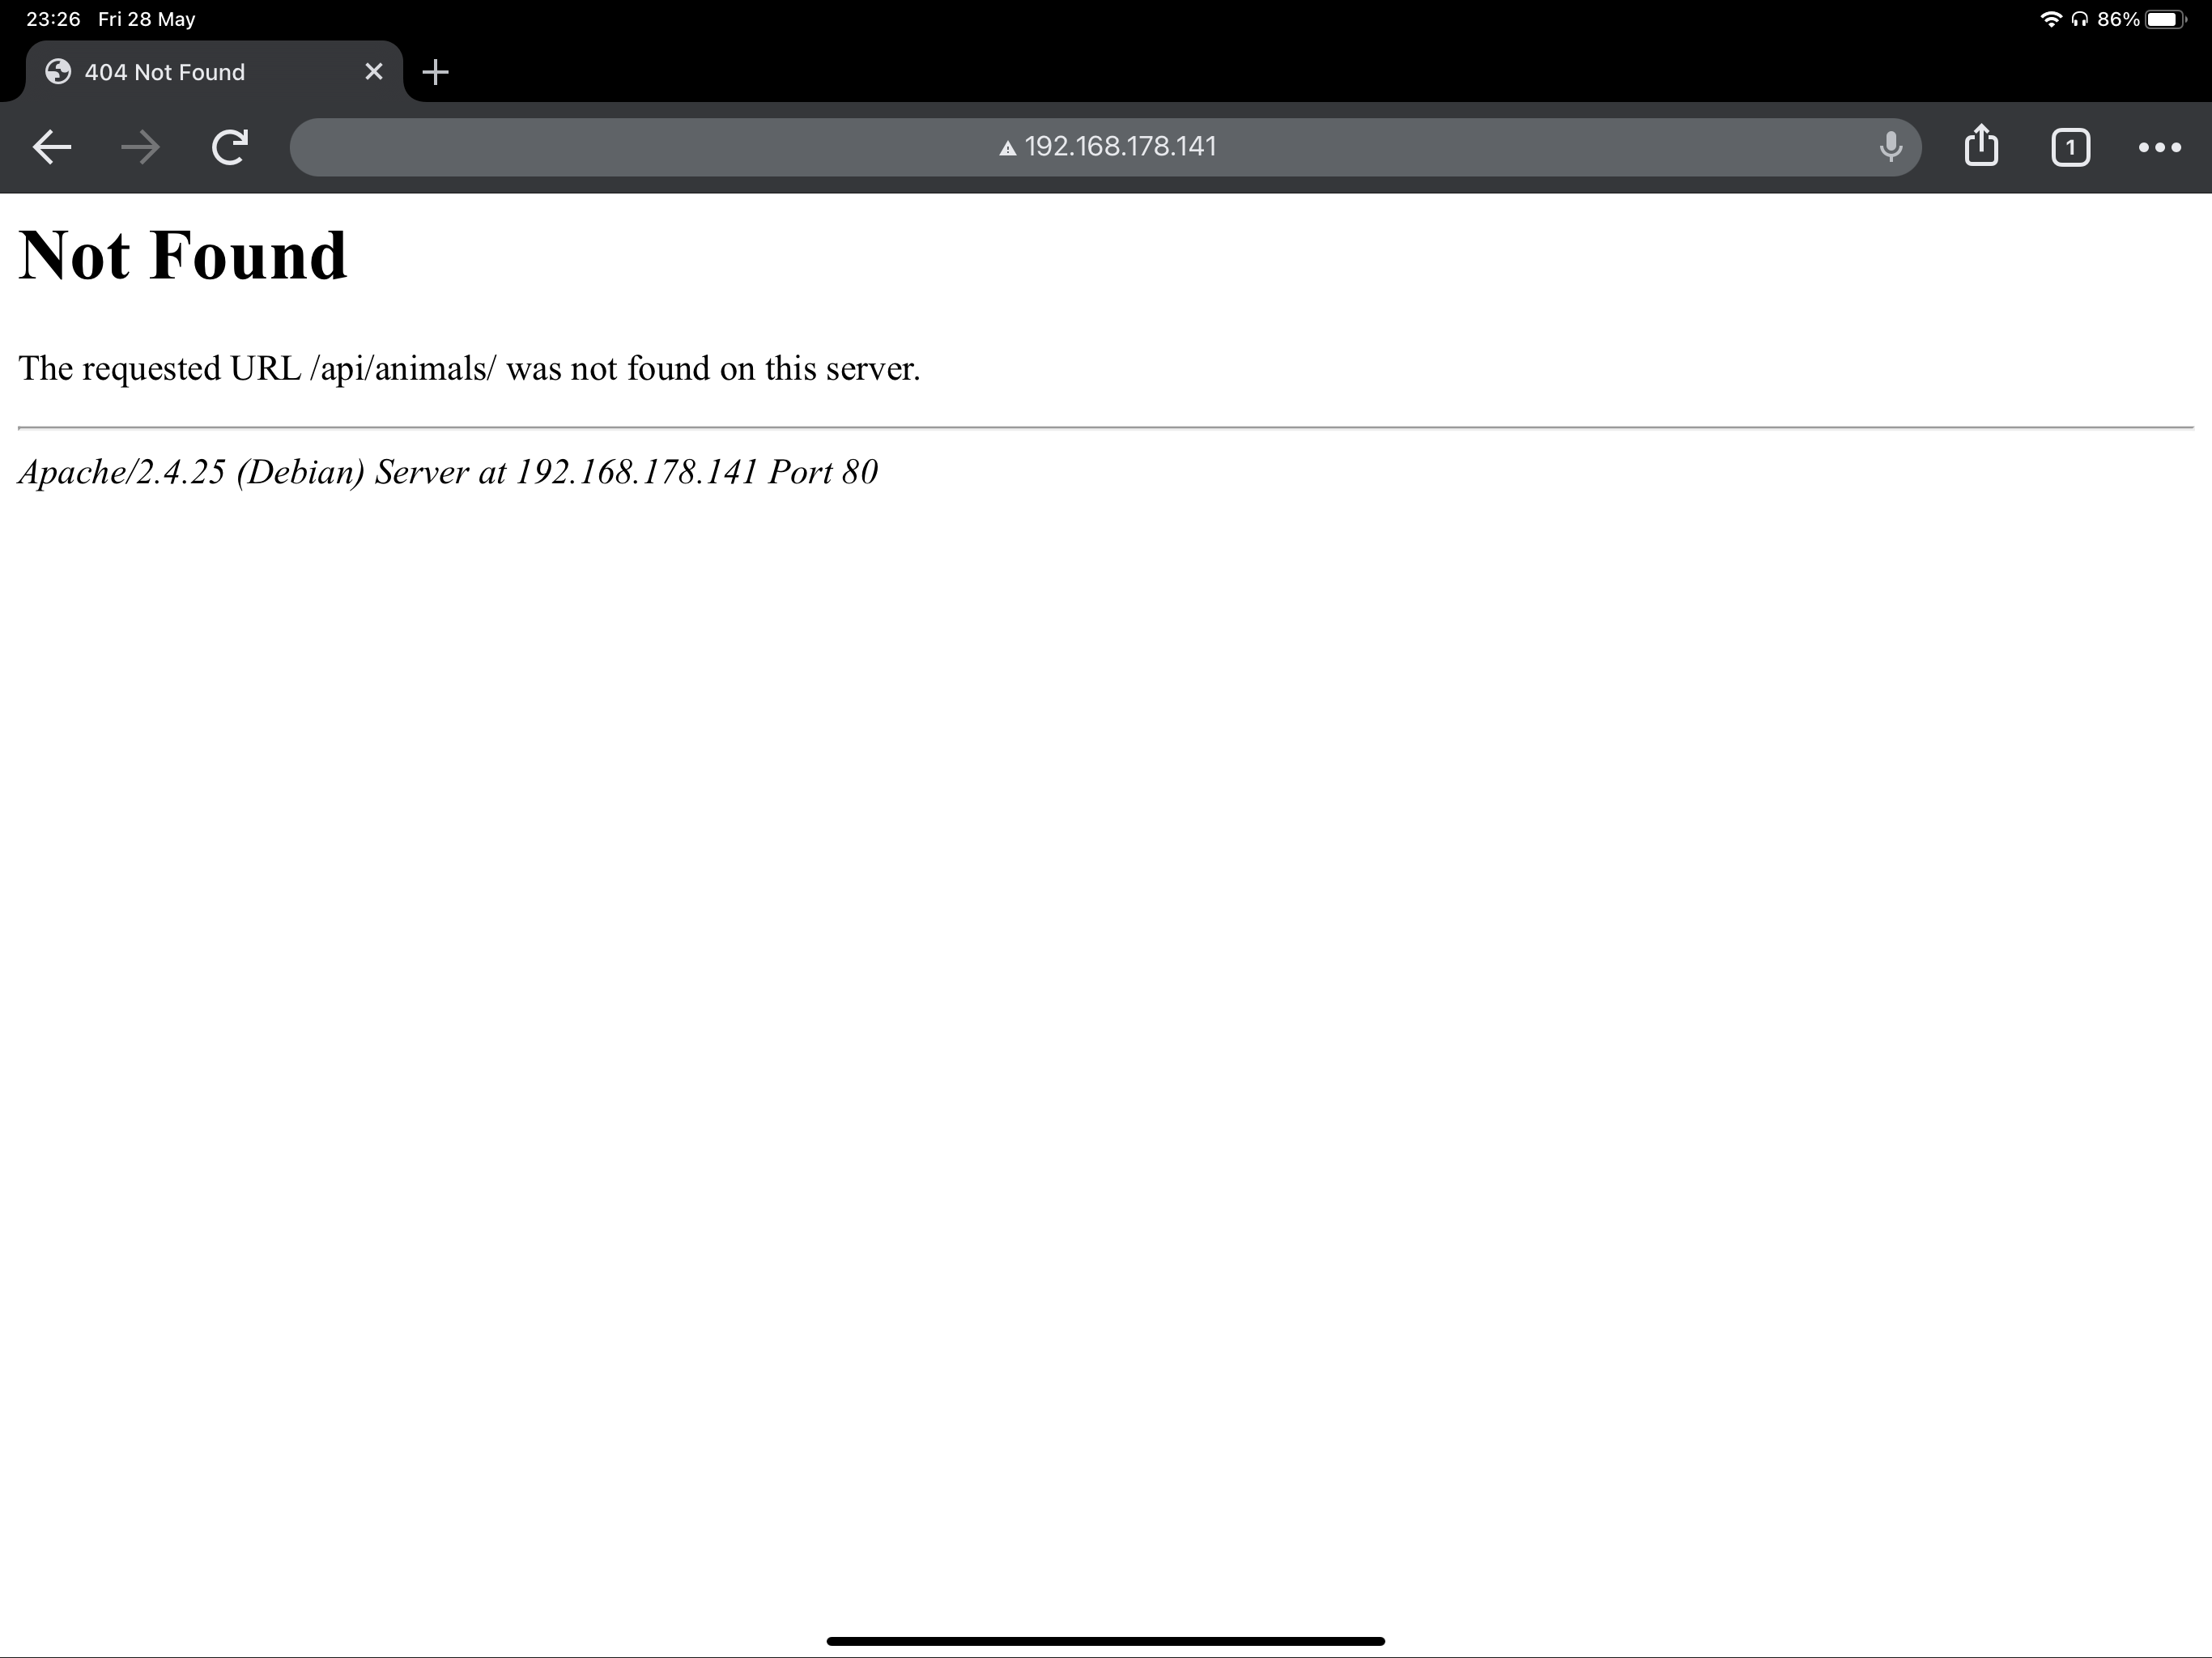 23:26 Fri 28 May 86%
404 Not Found
192.168.178.141 1
Not Found
The requested URL /api/animals/ was not found on this server.
Apache/2.4.25 (Debian) Server at 192.168.178.141 Port 80